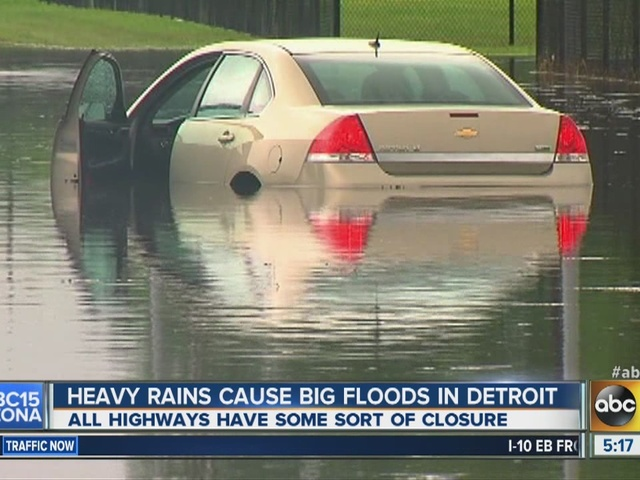 #ab
BC15
ZONA
HEAVY RAINS CAUSE BIG FLOODS IN DETROIT
ALL HIGHWAYS HAVE SOME SORT OF CLOSURE
abc
TRAFFIC NOW
I-10 EB FR
5:17